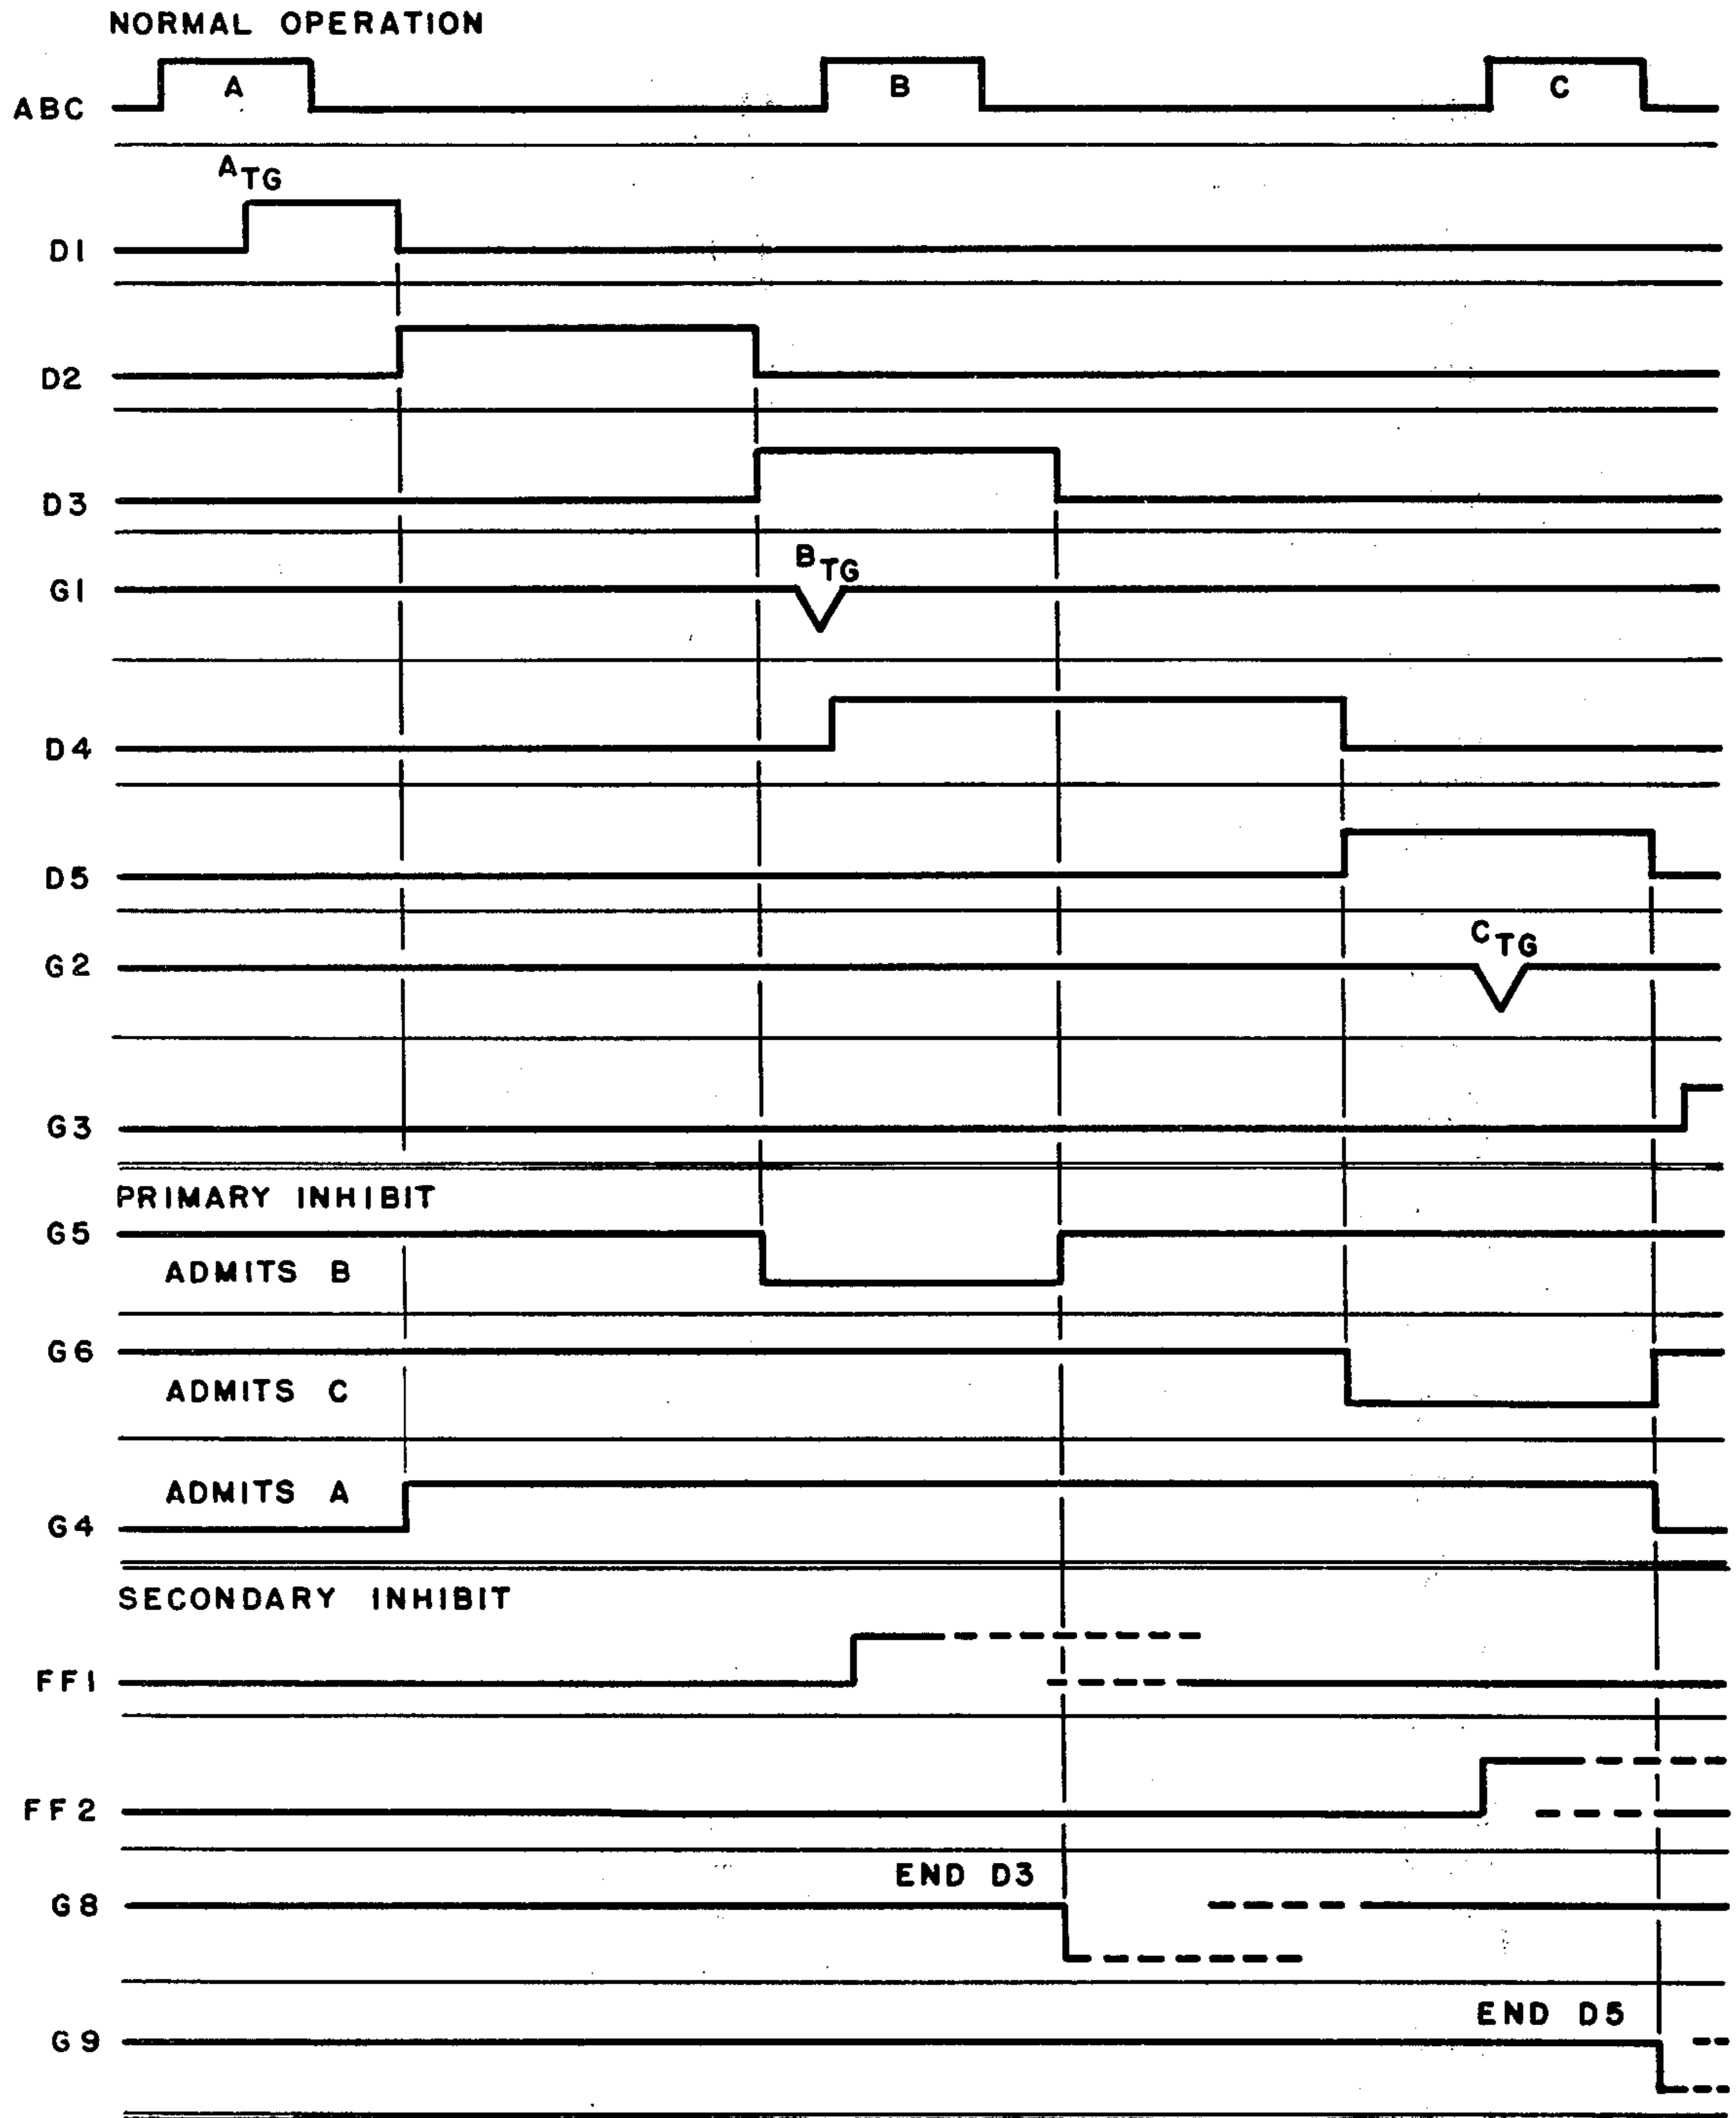 NORMAL OPERATION
A B C
ABC
ATG
D1
D2
D3
BTG
G1
D4
D5
CTG
G2
G3
PRIMARY INHIBIT
G5
ADMITS B
G6
ADMITS C
ADMITS A
G4
SECONDARY INHIBIT
FF1
FF2
END D3
G8
END D5
G9